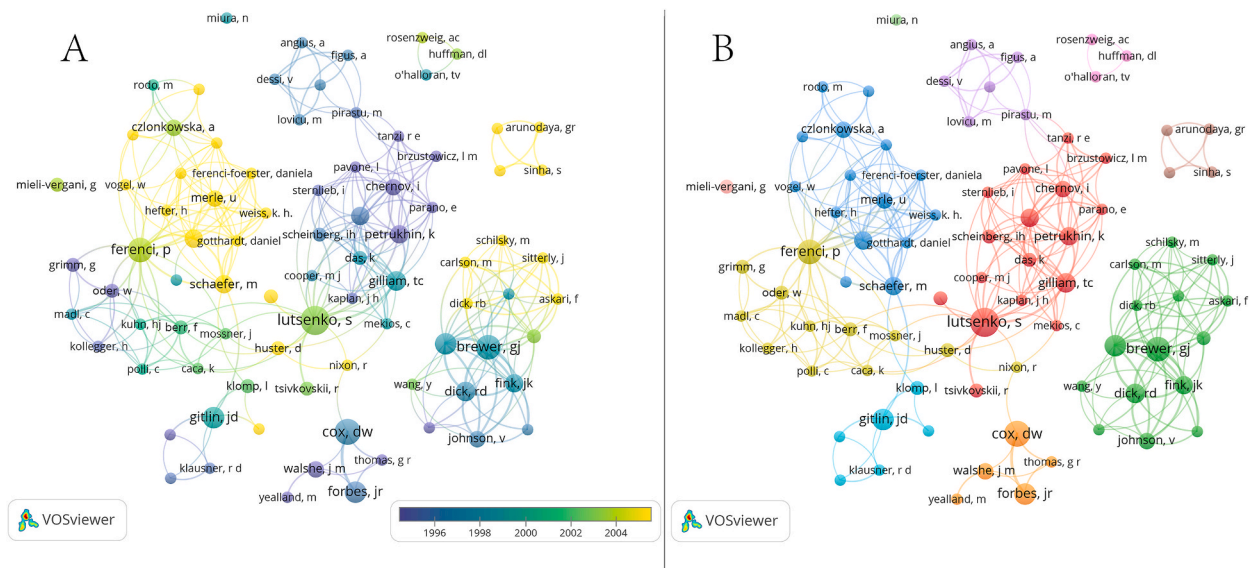 A
miura, n
angius, a
figus, a
dessi, v
lovicu, m
pirastu, m
rosenzweig, ac
huffman, dl
o'halloran, tv
rodo, m
czlonkowska, a
mieli-vergani, g
vogel, w
ferenci-foerster, daniela
merle, u
hefter, h
weiss, k. h.
gotthardt, daniel
ferenci, p
schaefer, m
tanzi, r e
brzustowicz, l m
pavone, l
sternlieb, i
chernov, i
parano, e
scheinberg, ih
petrukhin, k
das, k
cooper, m j
gilliam, tc
kaplan, j h
mekios, c
lutsenko, s
arunodaya, gr
sinha, s
grimm, g
oder, w
madl, c
kollegger, h
kuhn, hj
berr, f
mossner, j
polli, c
caca, k
huster, d
nixon, r
tsivkovskii, r
schilsky, m
carlson, m
sitterly, j
dick, rb
askari, f
brewer, gj
wang, y
dick, rd
fink, jk
johnson, v
klomp, l
gitlin, jd
klausner, r d
cox, dw
walshe, j m
thomas, g r
yealland, m
forbes, jr
VOSviewer
1996 1998 2000 2002 2004
B
miura, n
angius, a
figus, a
dessi, v
lovicu, m
pirastu, m
rosenzweig, ac
huffman, dl
o'halloran, tv
rodo, m
czlonkowska, a
mieli-vergani, g
vogel, w
ferenci-foerster, daniela
merle, u
hefter, h
weiss, k. h.
gotthardt, daniel
ferenci, p
schaefer, m
tanzi, r e
brzustowicz, l m
pavone, l
sternlieb, i
chernov, i
parano, e
scheinberg, ih
petrukhin, k
das, k
cooper, m j
gilliam, tc
kaplan, j h
mekios, c
lutsenko, s
arunodaya, gr
sinha, s
grimm, g
oder, w
madl, c
kollegger, h
kuhn, hj
berr, f
mossner, j
polli, c
caca, k
huster, d
nixon, r
tsivkovskii, r
schilsky, m
carlson, m
sitterly, j
dick, rb
askari, f
brewer, gj
wang, y
dick, rd
fink, jk
johnson, v
klomp, l
gitlin, jd
klausner, r d
cox, dw
walshe, j m
thomas, g r
yealland, m
forbes, jr
VOSviewer